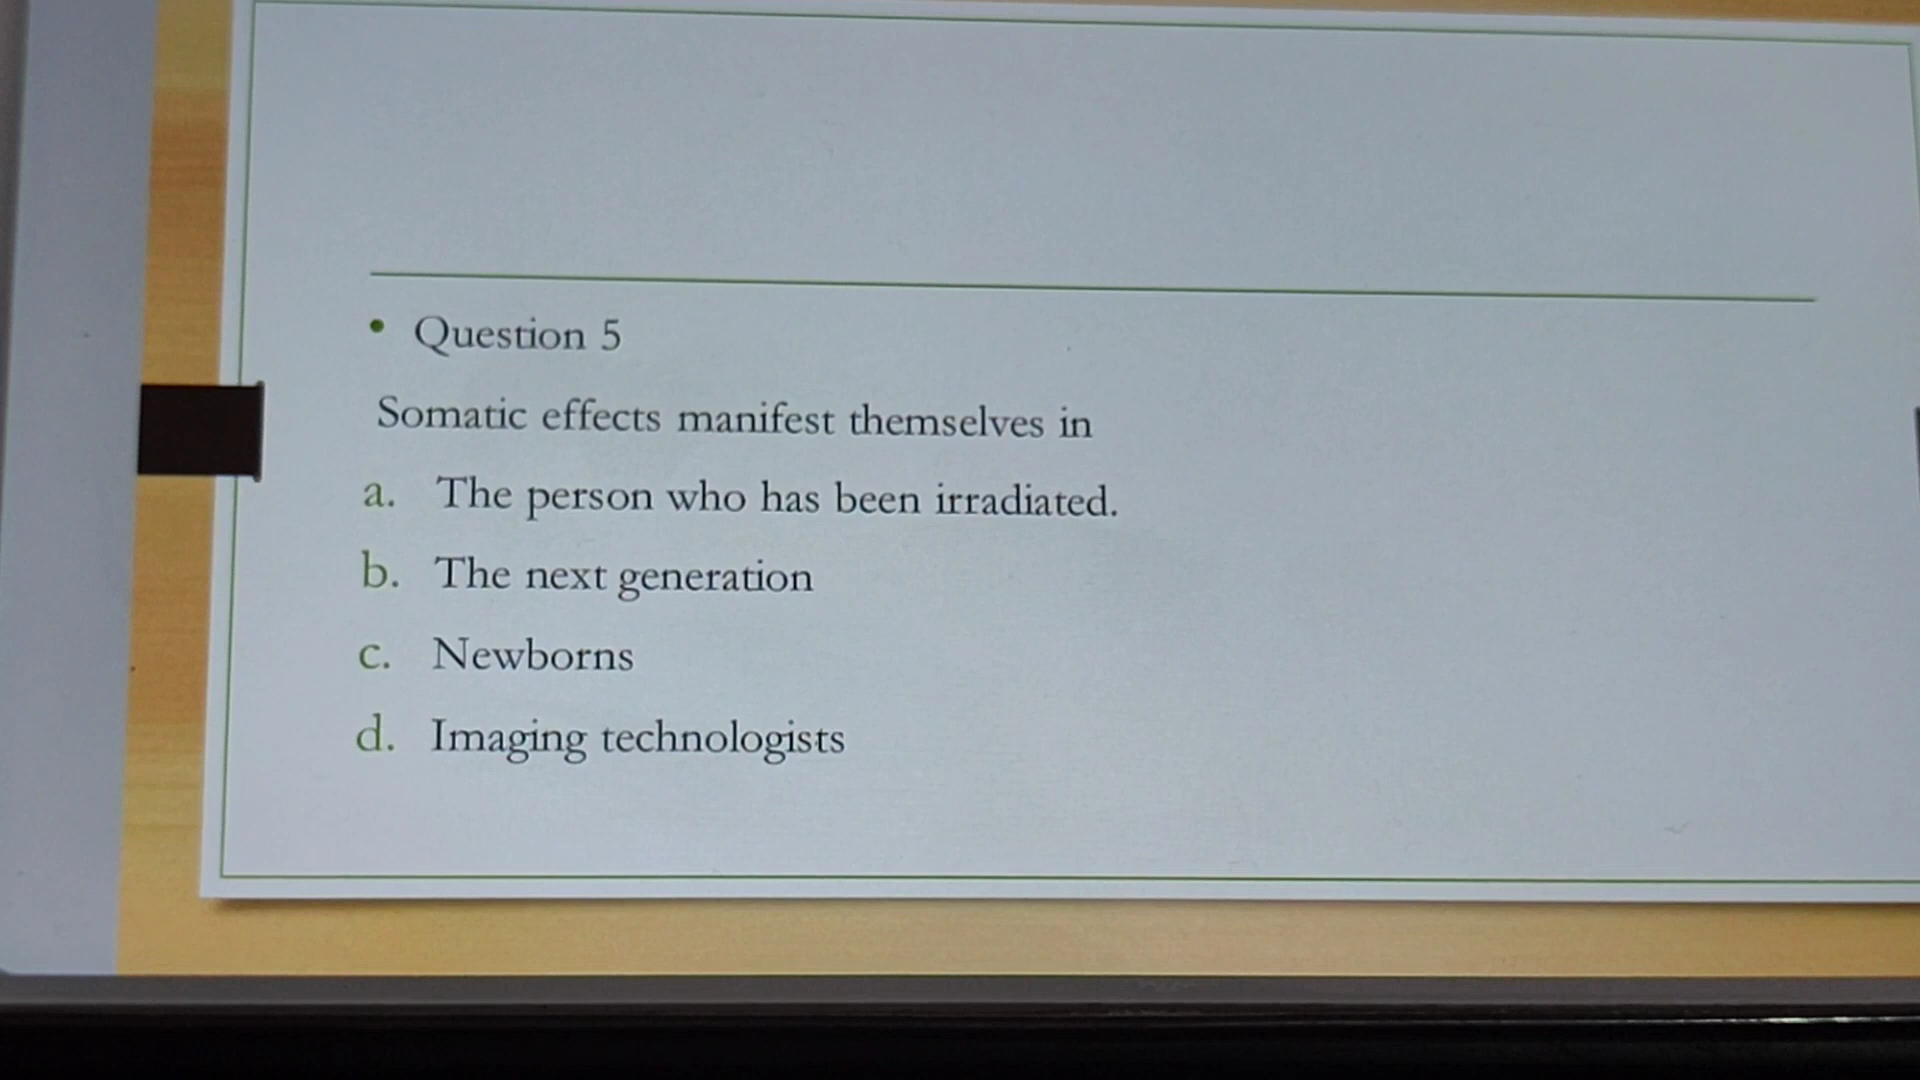 • Question 5
Somatic effects manifest themselves in
a. The person who has been irradiated.
b. The next generation
c. Newborns
d. Imaging technologists